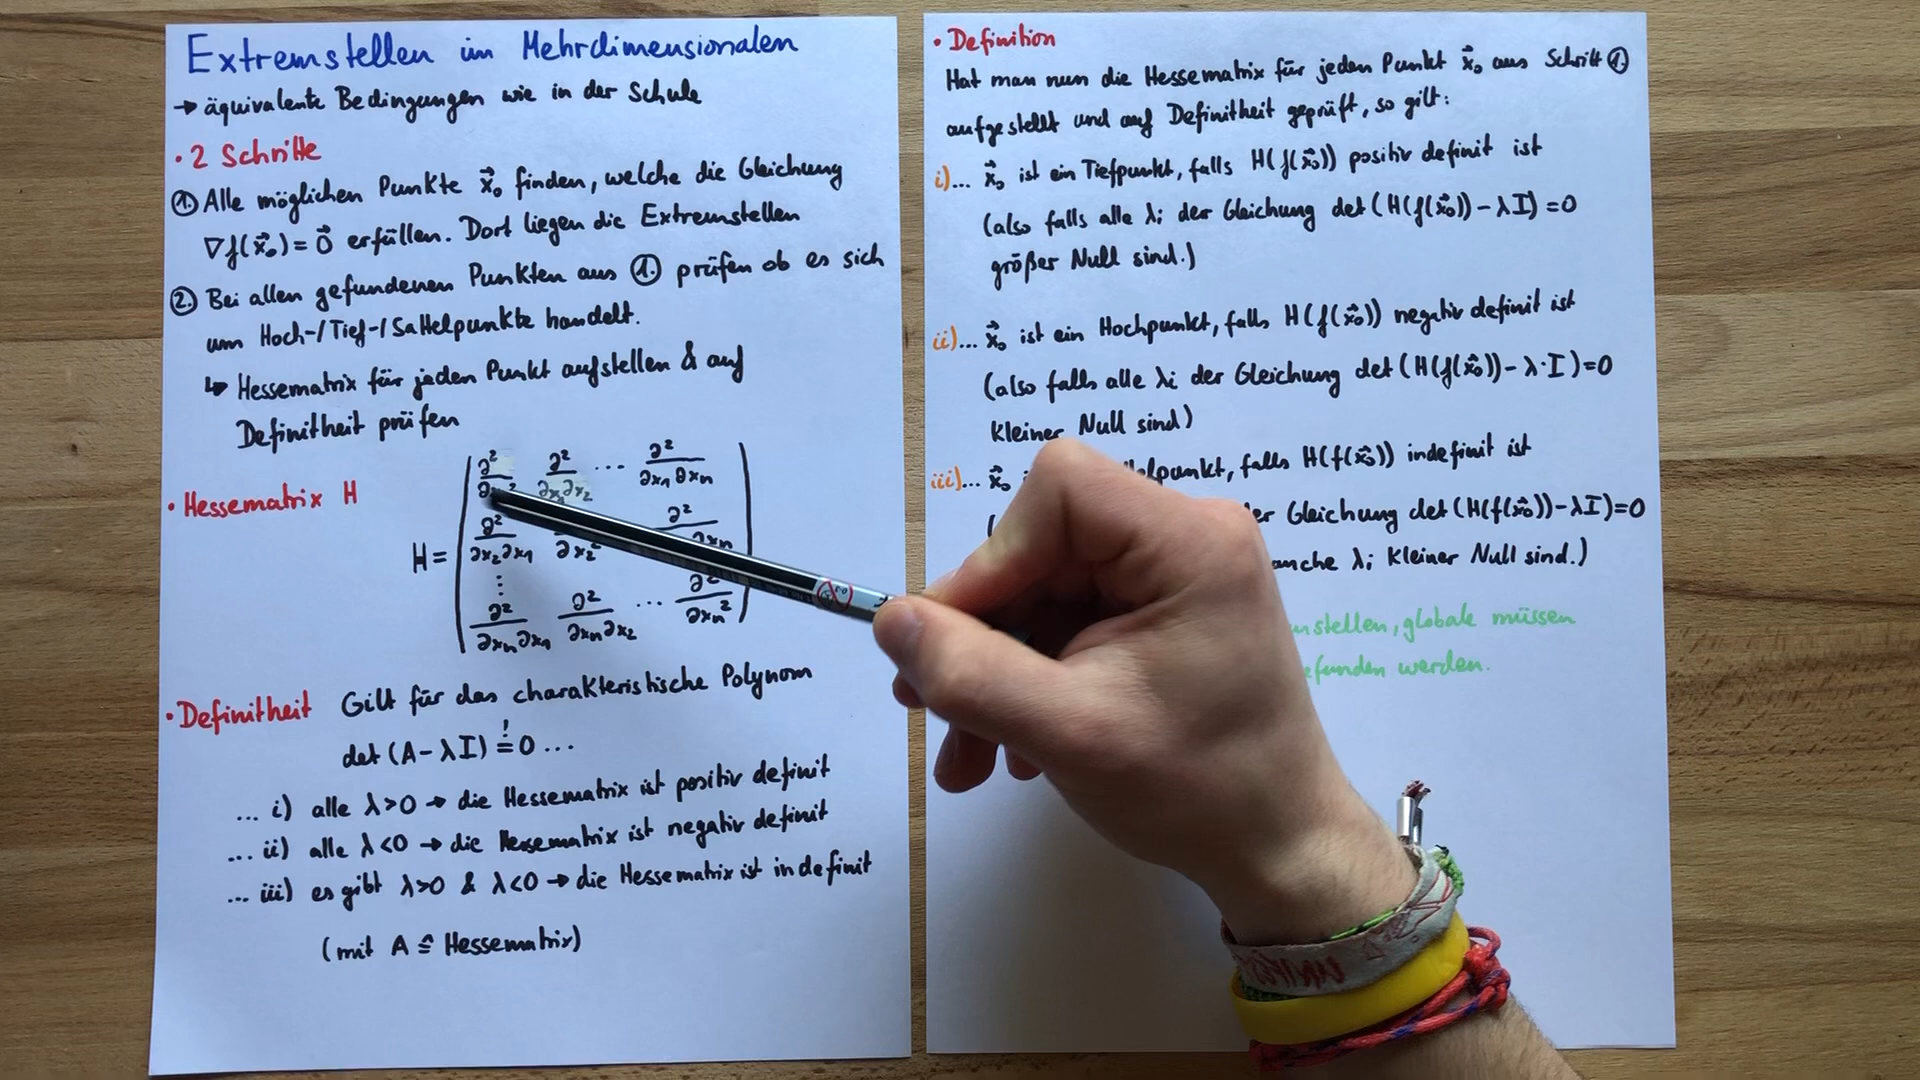 Extremstellen im Mehrdimensionalen
→ äquivalente Bedingungen wie in der Schule
• 2 Schritte
①. Alle möglichen Punkte x⃗₀ finden, welche die Gleichung
∇f(x⃗₀) = 0⃗ erfüllen. Dort liegen die Extremstellen
②. Bei allen gefundenen Punkten aus ①. prüfen ob es sich
um Hoch-/Tief-/Sattelpunkte handelt.
↳ Hessematrix für jeden Punkt aufstellen & auf
Definitheit prüfen
• Hessematrix H
H =
∂²/∂x₁² ∂²/∂x₁∂x₂ ... ∂²/∂x₁∂xₙ
∂²/∂x₂∂x₁ ∂x₂² ∂²/∂xₙ
⋮
∂²/∂xₙ∂x₁ ∂²/∂xₙ∂x₂ ... ∂²/∂xₙ²
• Definitheit Gilt für das charakteristische Polynom
det (A - λI) =! 0 ...
... i) alle λ>0 → die Hessematrix ist positiv definit
... ii) alle λ<0 → die Hessematrix ist negativ definit
... iii) es gibt λ>0 & λ<0 → die Hessematrix ist indefinit
(mit A ≙ Hessematrix)
• Definition
Hat man nun die Hessematrix für jeden Punkt x⃗₀ aus Schritt ①.
aufgestellt und auf Definitheit geprüft, so gilt:
i)... x⃗₀ ist ein Tiefpunkt, falls H(f(x⃗₀)) positiv definit ist
(also falls alle λᵢ der Gleichung det(H(f(x⃗₀)) - λI) = 0
größer Null sind.)
ii)... x⃗₀ ist ein Hochpunkt, falls H(f(x⃗₀)) negativ definit ist
(also falls alle λᵢ der Gleichung det(H(f(x⃗₀)) - λ·I) = 0
kleiner Null sind)
iii)... x⃗₀ falls H(f(x⃗₀)) indefinit ist
( Gleichung det(H(f(x⃗₀)) - λI) = 0
λᵢ kleiner Null sind.)
globale müssen
werden.